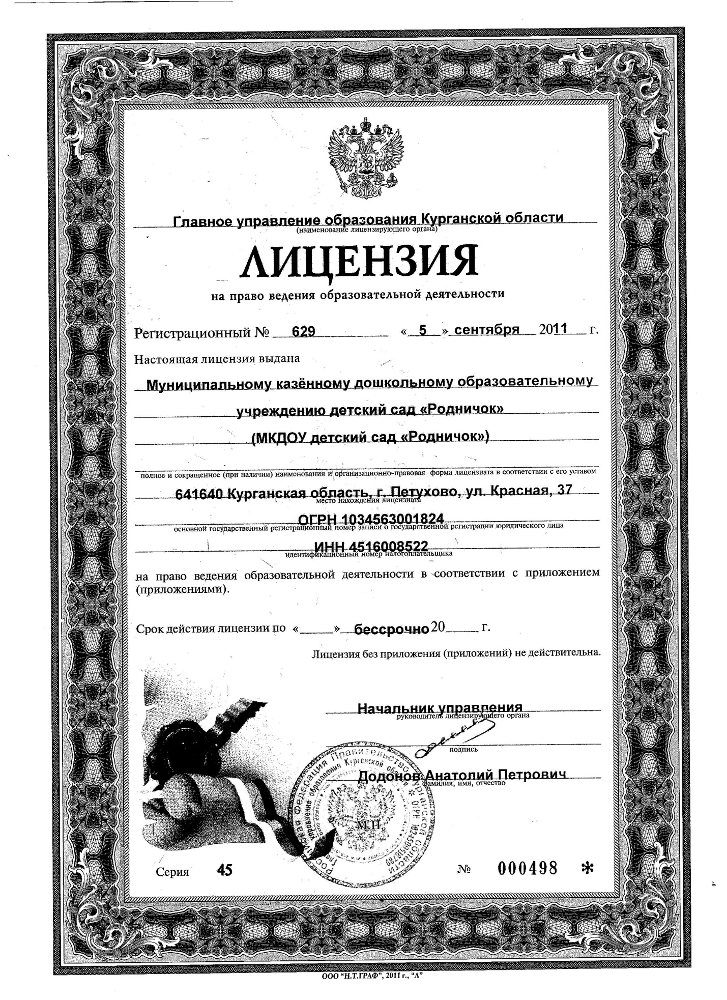 Главное управление образования Курганской области
(наименование лицензирующего органа)
ЛИЦЕНЗИЯ
на право ведения образовательной деятельности
Регистрационный № 629 « 5 » сентября 2011 г.
Настоящая лицензия выдана
Муниципальному казённому дошкольному образовательному
учреждению детский сад «Родничок»
(МКДОУ детский сад «Родничок»)
полное и сокращенное (при наличии) наименования и организационно-правовая форма лицензиата в соответствии с его уставом
641640 Курганская область, г. Петухово, ул. Красная, 37
место нахождения лицензиата
ОГРН 1034563001824
основной государственный регистрационный номер записи о государственной регистрации юридического лица
ИНН 4516008522
идентификационный номер налогоплательщика
на право ведения образовательной деятельности в соответствии с приложением
(приложениями).
Срок действия лицензии по «____» бессрочно 20____ г.
Лицензия без приложения (приложений) не действительна.
Начальник управления
руководитель лицензирующего органа
подпись
Додонов Анатолий Петрович
фамилия, имя, отчество
Российская Федерация Правительство Курганской области
управление образования Курганской области
М.П.
Серия 45
№ 000498 *
ООО "Н.Т.ГРАФ", 2011 г., "А"